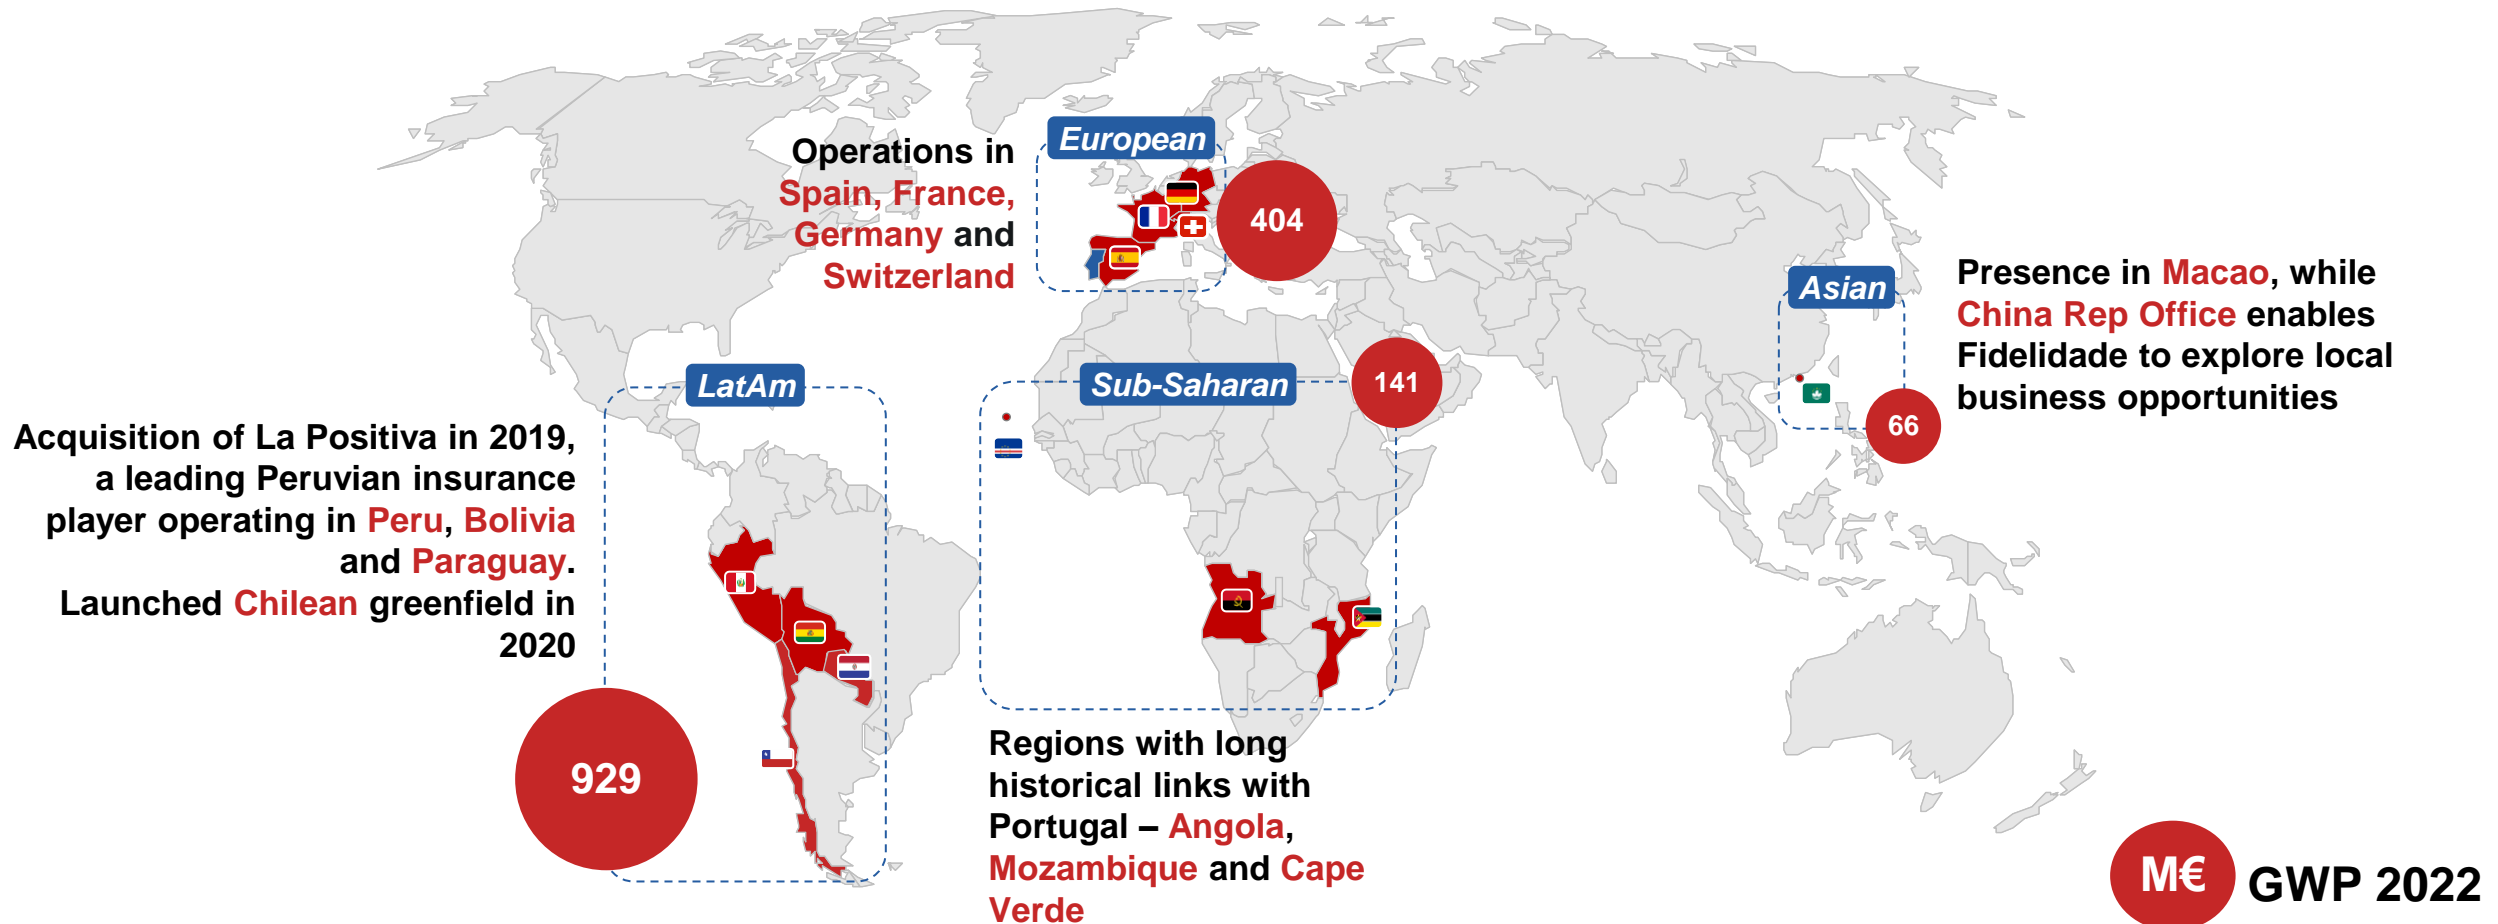 European
Operations in
Spain, France,
Germany and
Switzerland
404
Asian
Presence in Macao, while
China Rep Office enables
Fidelidade to explore local
business opportunities
66
LatAm
Acquisition of La Positiva in 2019,
a leading Peruvian insurance
player operating in Peru, Bolivia
and Paraguay.
Launched Chilean greenfield in
2020
929
Sub-Saharan
141
Regions with long
historical links with
Portugal – Angola,
Mozambique and Cape
Verde
M€ GWP 2022